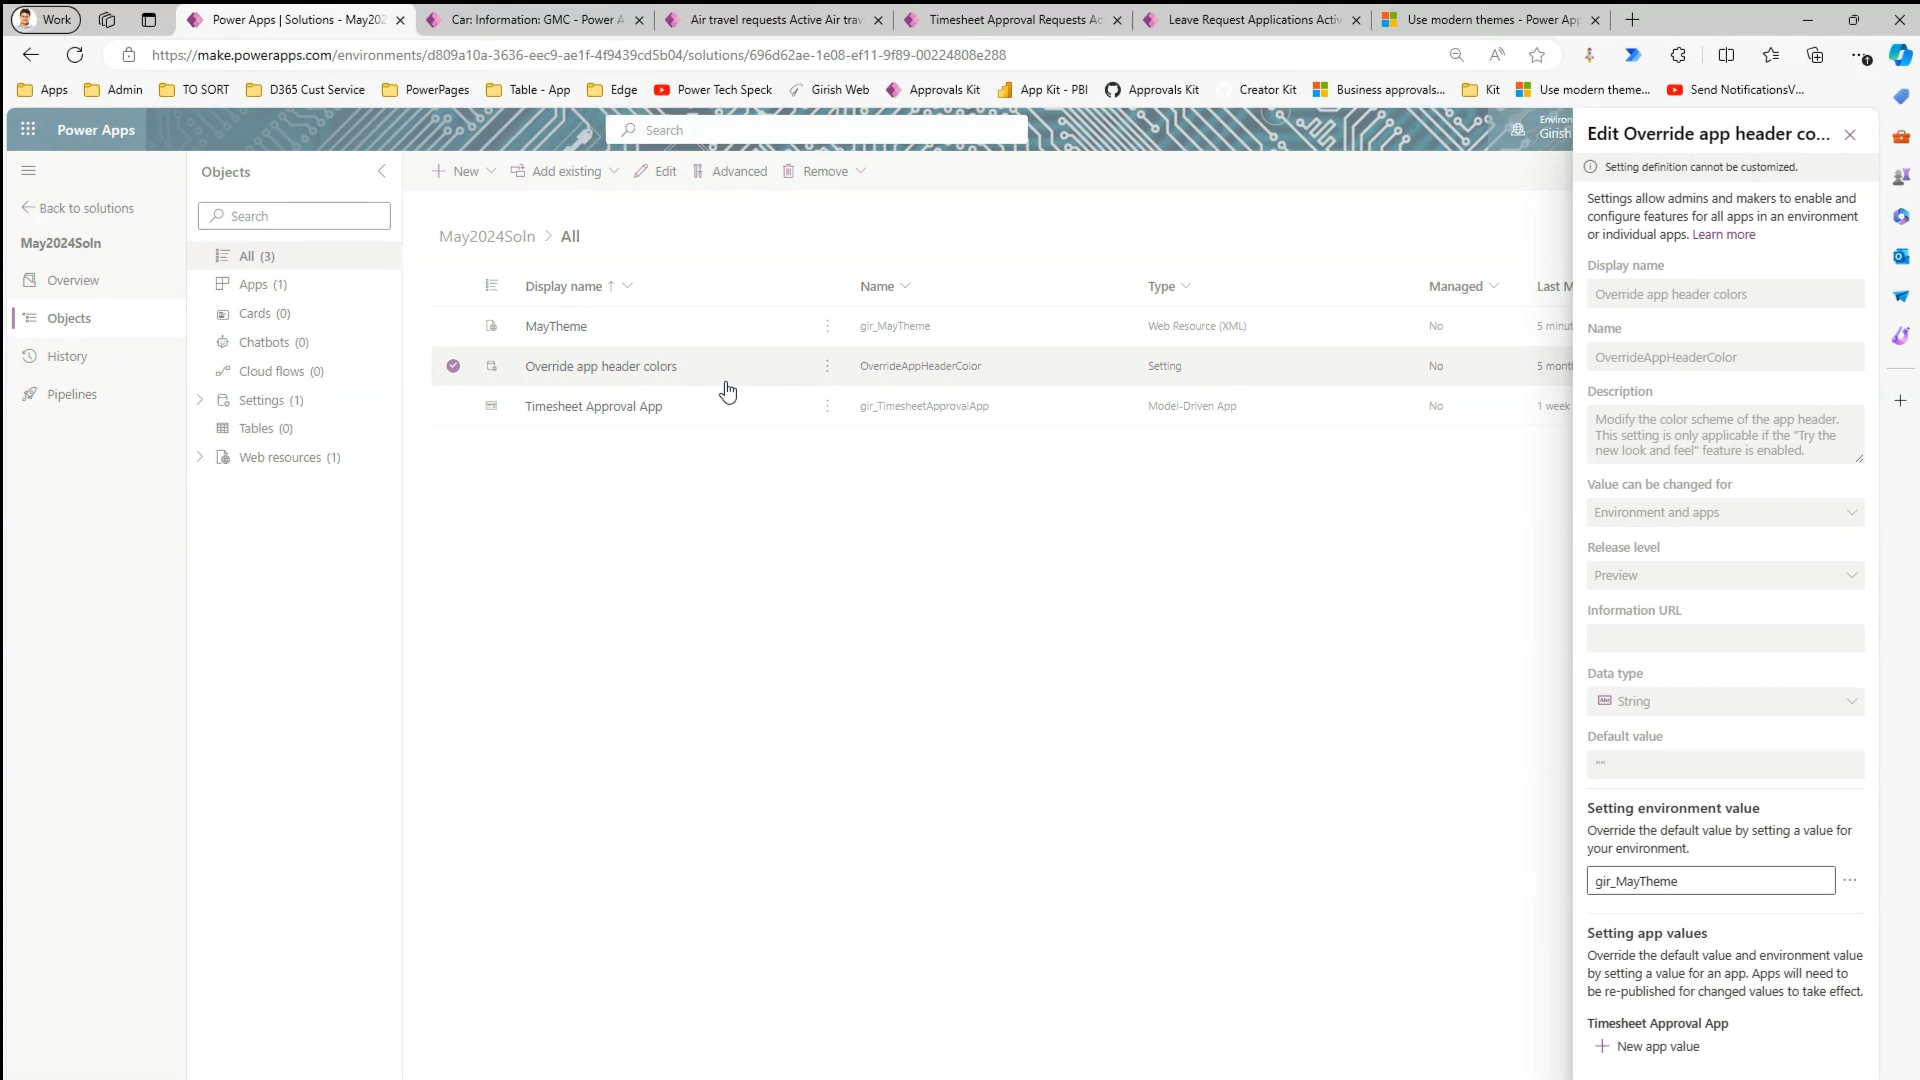 Work
Power Apps | Solutions - May202
Car: Information: GMC - Power A
Air travel requests Active Air trav
Timesheet Approval Requests Ac
Leave Request Applications Activ
Use modern themes - Power App
https://make.powerapps.com/environments/d809a10a-3636-eec9-ae1f-4f9439cd5b04/solutions/696d62ae-1e08-ef11-9f89-00224808e288
Apps
Admin
TO SORT
D365 Cust Service
PowerPages
Table - App
Edge
Power Tech Speck
Girish Web
Approvals Kit
App Kit - PBI
Approvals Kit
Creator Kit
Business approvals...
Kit
Use modern theme...
Send NotificationsV...
Power Apps
Search
Environ
Girish
Back to solutions
May2024Soln
Overview
Objects
History
Pipelines
Objects
Search
All (3)
Apps (1)
Cards (0)
Chatbots (0)
Cloud flows (0)
Settings (1)
Tables (0)
Web resources (1)
New
Add existing
Edit
Advanced
Remove
May2024Soln > All
Display name ↑
Name
Type
Managed
Last M
MayTheme
gir_MayTheme
Web Resource (XML)
No
5 minut
Override app header colors
OverrideAppHeaderColor
Setting
No
5 mont
Timesheet Approval App
gir_TimesheetApprovalApp
Model-Driven App
No
1 week
Edit Override app header co...
Setting definition cannot be customized.
Settings allow admins and makers to enable and
configure features for all apps in an environment
or individual apps. Learn more
Display name
Override app header colors
Name
OverrideAppHeaderColor
Description
Modify the color scheme of the app header.
This setting is only applicable if the "Try the
new look and feel" feature is enabled.
Value can be changed for
Environment and apps
Release level
Preview
Information URL
Data type
Abc String
Default value
""
Setting environment value
Override the default value by setting a value for
your environment.
gir_MayTheme
Setting app values
Override the default value and environment value
by setting a value for an app. Apps will need to
be re-published for changed values to take effect.
Timesheet Approval App
New app value